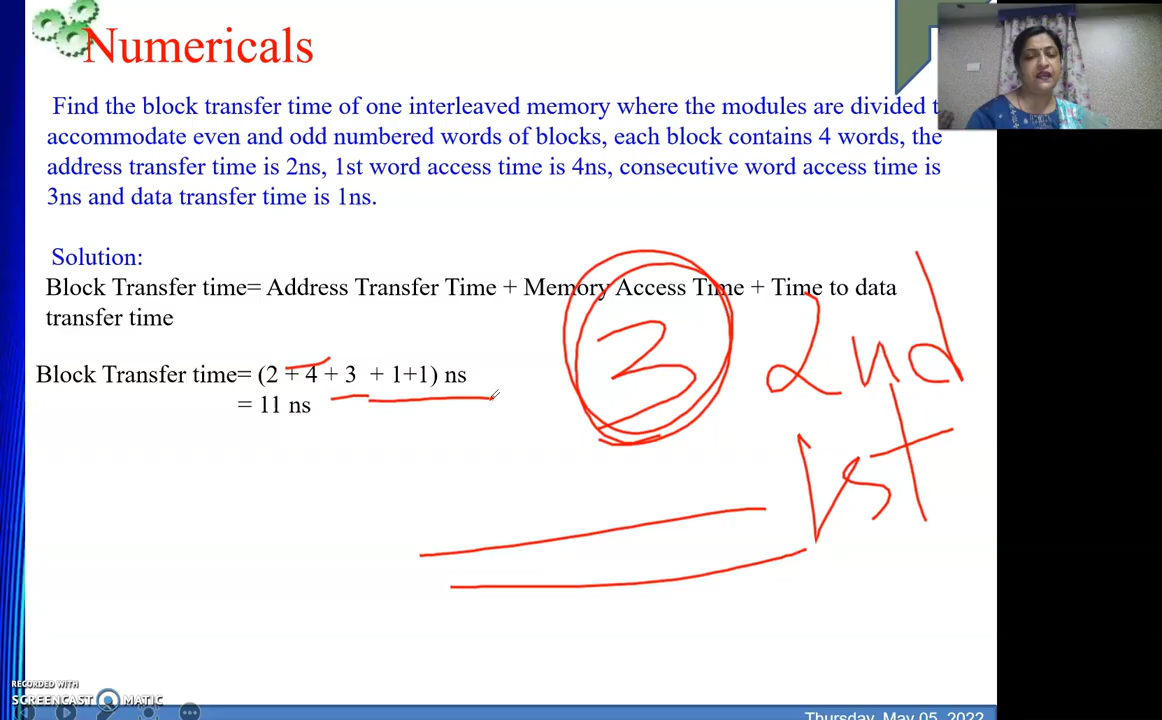 Numericals
Find the block transfer time of one interleaved memory where the modules are divided t
accommodate even and odd numbered words of blocks, each block contains 4 words, the
address transfer time is 2ns, 1st word access time is 4ns, consecutive word access time is
3ns and data transfer time is 1ns.
Solution:
Block Transfer time= Address Transfer Time + Memory Access Time + Time to data
transfer time
3 2nd
Block Transfer time= (2 + 4 + 3 + 1+1) ns
= 11 ns
1st
RECORDED WITH
SCREENCAST MATIC
Thursday, May 05, 2022